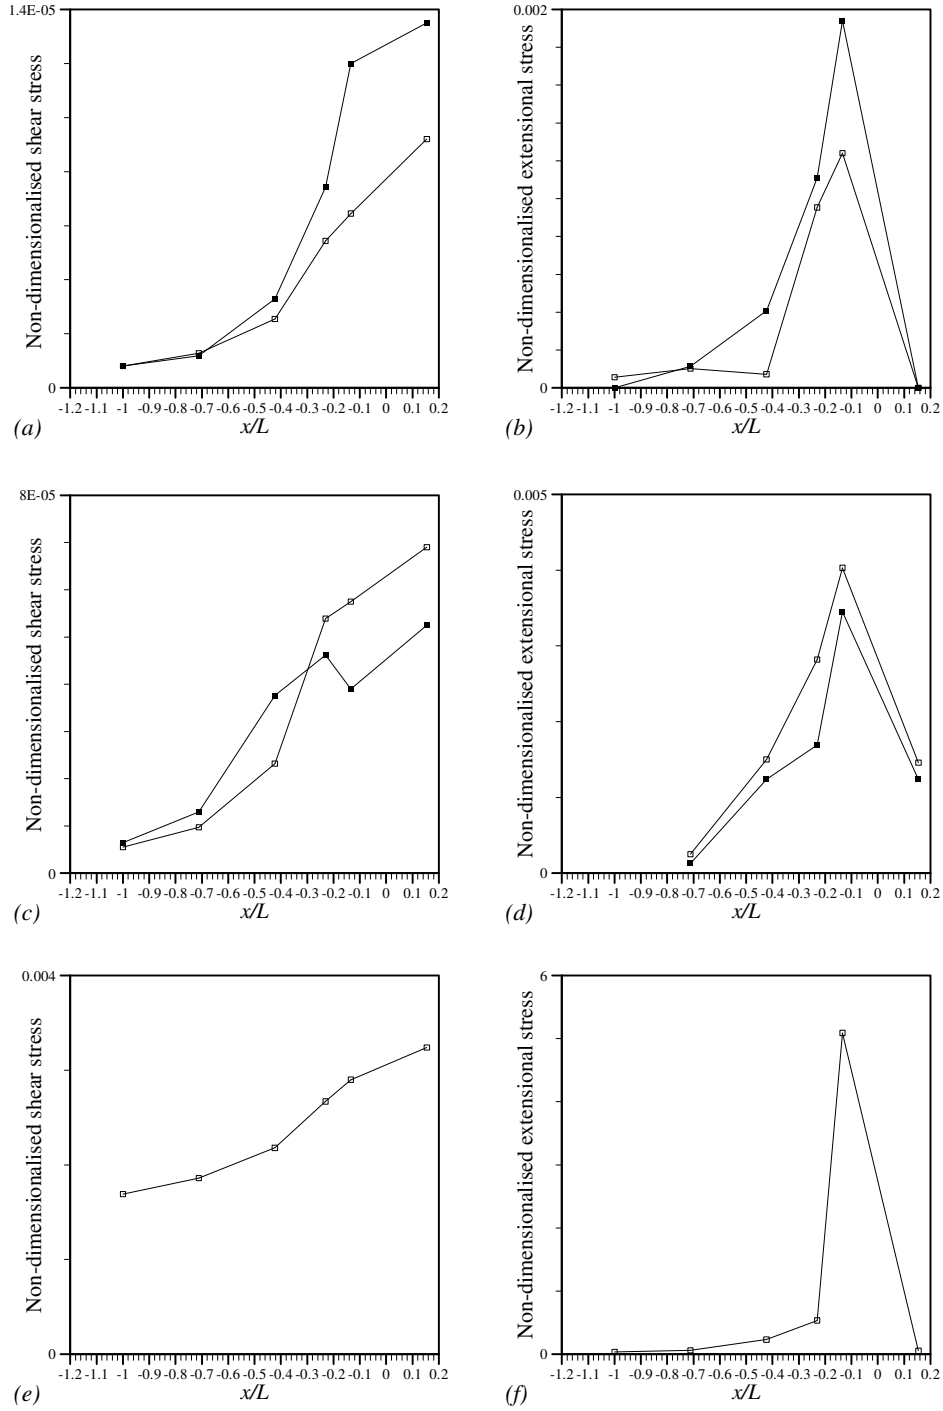 1.4E-05
Non-dimensionalised shear stress
0
-1.2 -1.1 -1 -0.9 -0.8 -0.7 -0.6 -0.5 -0.4 -0.3 -0.2 -0.1 0 0.1 0.2
x/L
(a)
0.002
Non-dimensionalised extensional stress
0
-1.2 -1.1 -1 -0.9 -0.8 -0.7 -0.6 -0.5 -0.4 -0.3 -0.2 -0.1 0 0.1 0.2
x/L
(b)
8E-05
Non-dimensionalised shear stress
0
-1.2 -1.1 -1 -0.9 -0.8 -0.7 -0.6 -0.5 -0.4 -0.3 -0.2 -0.1 0 0.1 0.2
x/L
(c)
0.005
Non-dimensionalised extensional stress
0
-1.2 -1.1 -1 -0.9 -0.8 -0.7 -0.6 -0.5 -0.4 -0.3 -0.2 -0.1 0 0.1 0.2
x/L
(d)
0.004
Non-dimensionalised shear stress
0
-1.2 -1.1 -1 -0.9 -0.8 -0.7 -0.6 -0.5 -0.4 -0.3 -0.2 -0.1 0 0.1 0.2
x/L
(e)
6
Non-dimensionalised extensional stress
0
-1.2 -1.1 -1 -0.9 -0.8 -0.7 -0.6 -0.5 -0.4 -0.3 -0.2 -0.1 0 0.1 0.2
x/L
(f)